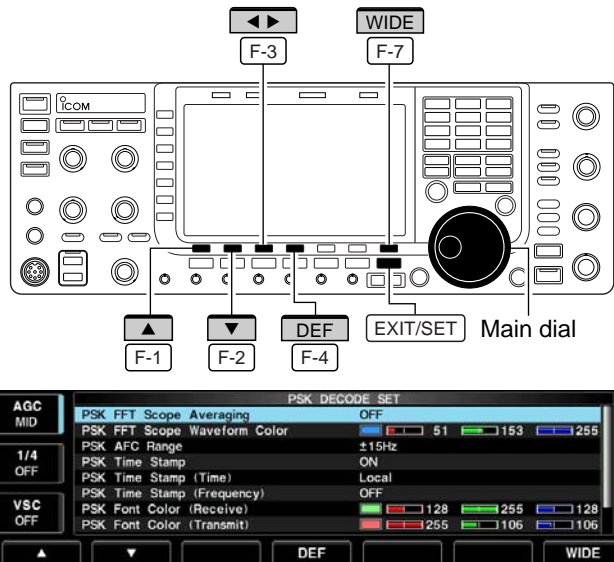 ◄ ► WIDE
F-3 F-7
ICOM
▲ ▼ DEF EXIT/SET Main dial
F-1 F-2 F-4
PSK DECODE SET
AGC
MID
PSK FFT Scope Averaging OFF
PSK FFT Scope Waveform Color 51 153 255
1/4
OFF
PSK AFC Range ±15Hz
PSK Time Stamp ON
PSK Time Stamp (Time) Local
PSK Time Stamp (Frequency) OFF
VSC
OFF
PSK Font Color (Receive) 128 255 128
PSK Font Color (Transmit) 255 106 106
▲ ▼ DEF WIDE